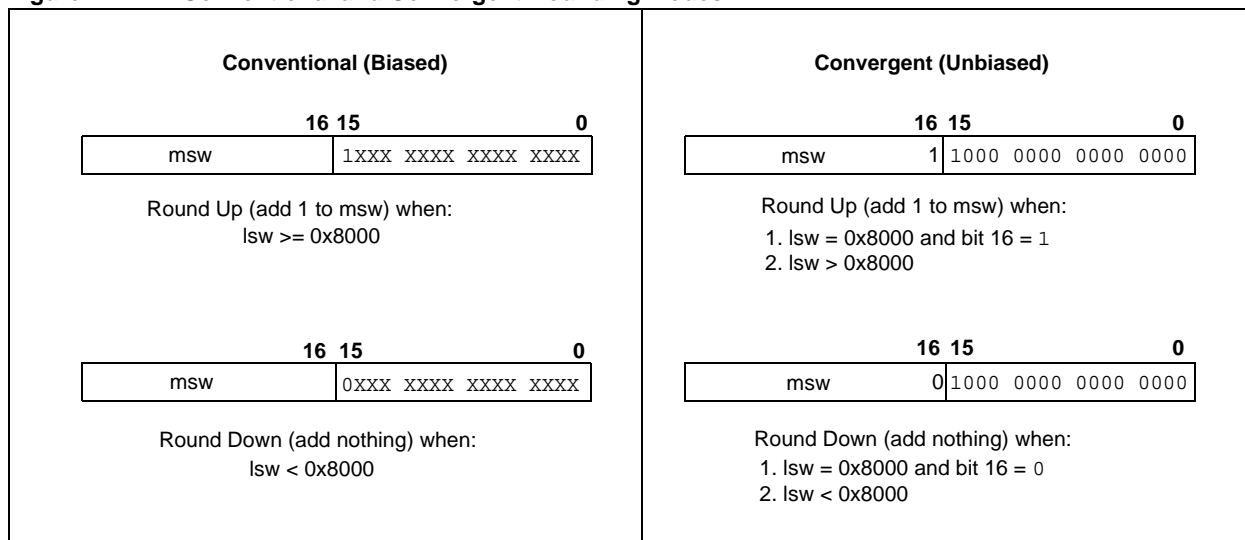 Conventional (Biased)
16 15 0
msw 1XXX XXXX XXXX XXXX
Round Up (add 1 to msw) when:
lsw >= 0x8000
16 15 0
msw 0XXX XXXX XXXX XXXX
Round Down (add nothing) when:
lsw < 0x8000
Convergent (Unbiased)
16 15 0
msw 1 1000 0000 0000 0000
Round Up (add 1 to msw) when:
1. lsw = 0x8000 and bit 16 = 1
2. lsw > 0x8000
16 15 0
msw 0 1000 0000 0000 0000
Round Down (add nothing) when:
1. lsw = 0x8000 and bit 16 = 0
2. lsw < 0x8000